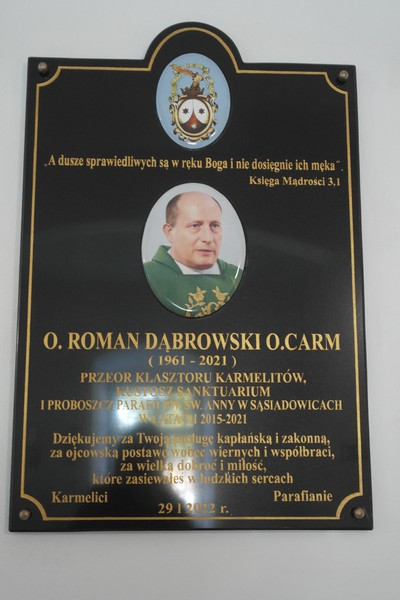 „A dusze sprawiedliwych są w ręku Boga i nie dosięgnie ich męka”.
Księga Mądrości 3,1
O. ROMAN DĄBROWSKI O.CARM
( 1961 - 2021 )
PRZEOR KLASZTORU KARMELITÓW,
KUSTOSZ SANKTUARIUM
I PROBOSZCZ PARAFII ŚW. ANNY W SĄSIADOWICACH
W LATACH 2015-2021
Dziękujemy za Twoją posługę kapłańską i zakonną,
za ojcowską postawę wobec wiernych i współbraci,
za wielką dobroć i miłość,
które zasiewałeś w ludzkich sercach
Karmelici Parafianie
29 I 2022 r.